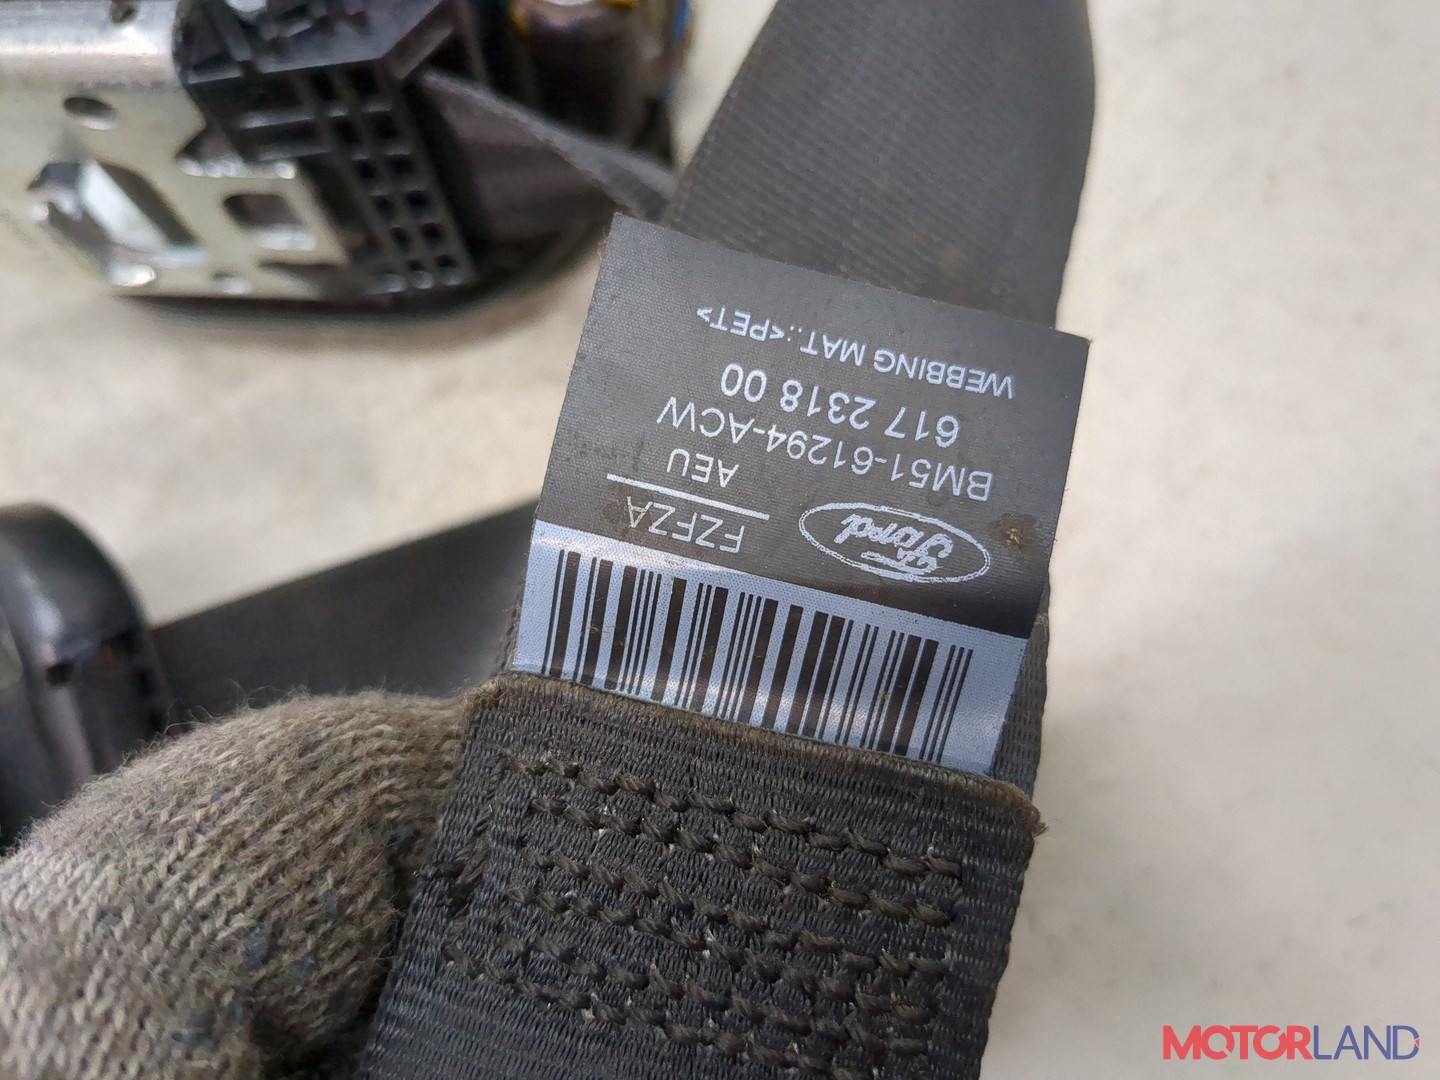 Ford
FZFZA
AEU
BM51-61294-ACW
617 2318 00
WEBBING MAT.:<PET>
MOTORLAND